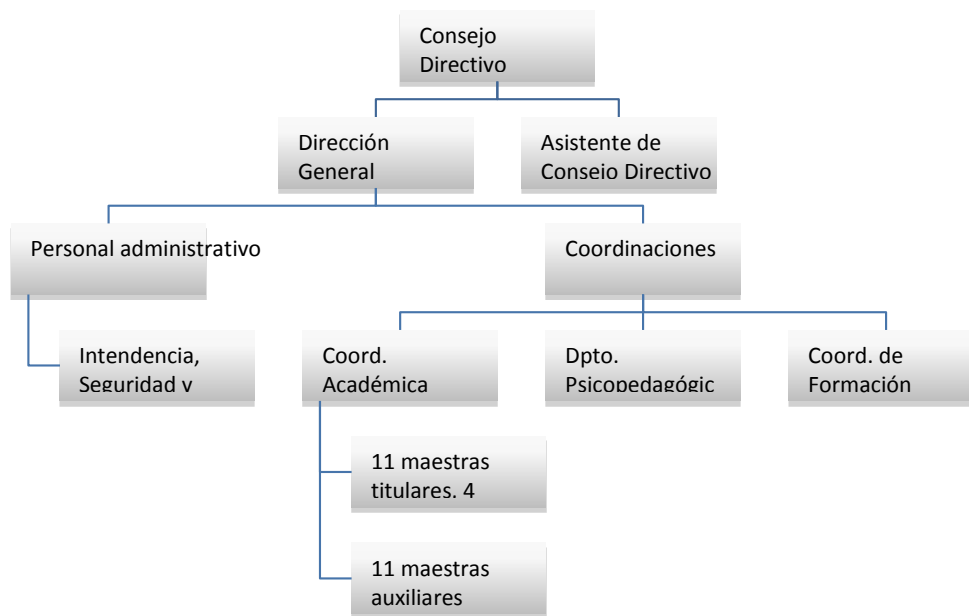 Consejo
Directivo
Dirección
General
Asistente de
Consejo Directivo
Personal administrativo
Coordinaciones
Intendencia,
Seguridad y
Coord.
Académica
Dpto.
Psicopedagógic
Coord. de
Formación
11 maestras
titulares. 4
11 maestras
auxiliares